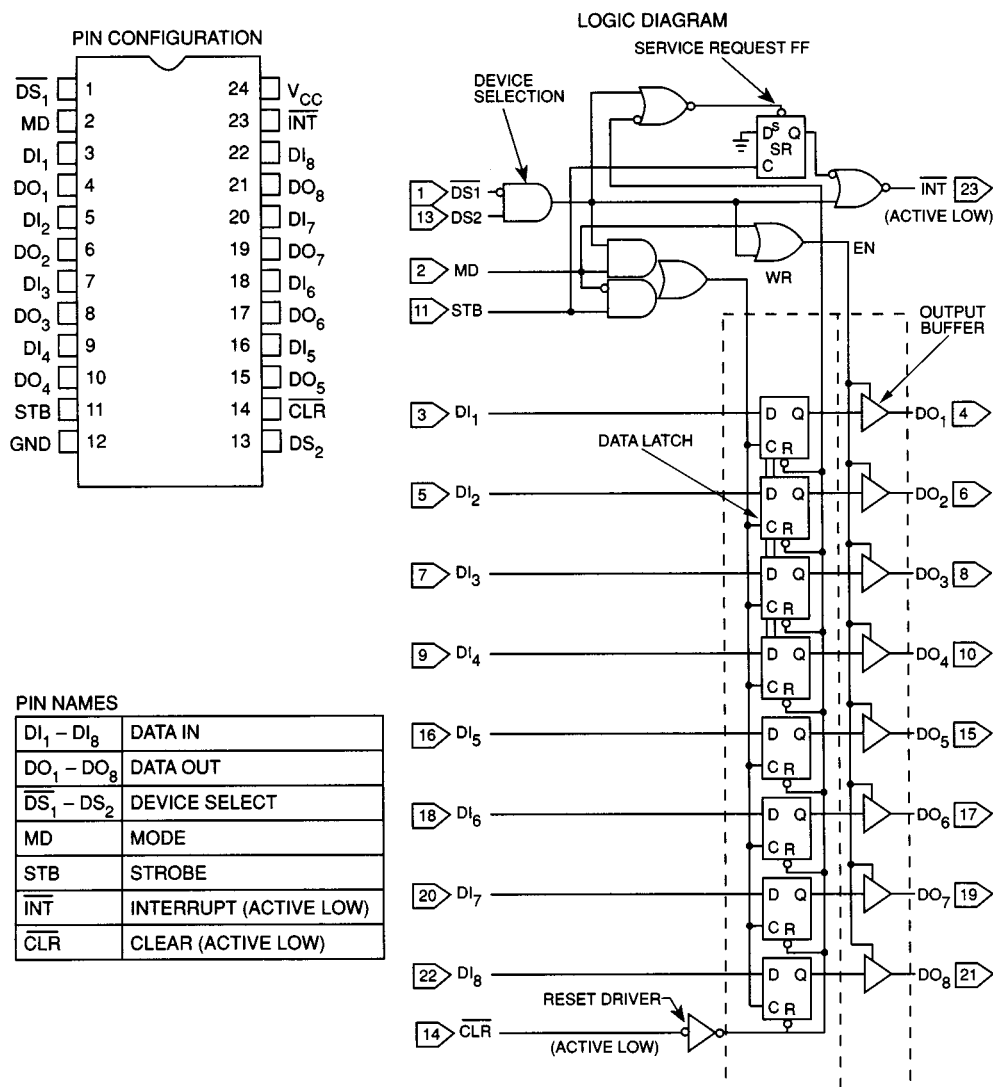 PIN CONFIGURATION
DS₁ 1 24 VCC
MD 2 23 INT
DI₁ 3 22 DI₈
DO₁ 4 21 DO₈
DI₂ 5 20 DI₇
DO₂ 6 19 DO₇
DI₃ 7 18 DI₆
DO₃ 8 17 DO₆
DI₄ 9 16 DI₅
DO₄ 10 15 DO₅
STB 11 14 CLR
GND 12 13 DS₂
PIN NAMES
DI₁ – DI₈ DATA IN
DO₁ – DO₈ DATA OUT
DS₁ – DS₂ DEVICE SELECT
MD MODE
STB STROBE
INT INTERRUPT (ACTIVE LOW)
CLR CLEAR (ACTIVE LOW)
LOGIC DIAGRAM
SERVICE REQUEST FF
DEVICE
SELECTION
D S Q
SR
C
1 DS1
13 DS2
INT 23
(ACTIVE LOW)
2 MD
WR
EN
11 STB
OUTPUT
BUFFER
DATA LATCH
3 DI₁ D Q DO₁ 4
C R
5 DI₂ D Q DO₂ 6
C R
7 DI₃ D Q DO₃ 8
C R
9 DI₄ D Q DO₄ 10
C R
16 DI₅ D Q DO₅ 15
C R
18 DI₆ D Q DO₆ 17
C R
20 DI₇ D Q DO₇ 19
C R
22 DI₈ D Q DO₈ 21
C R
RESET DRIVER
14 CLR
(ACTIVE LOW)